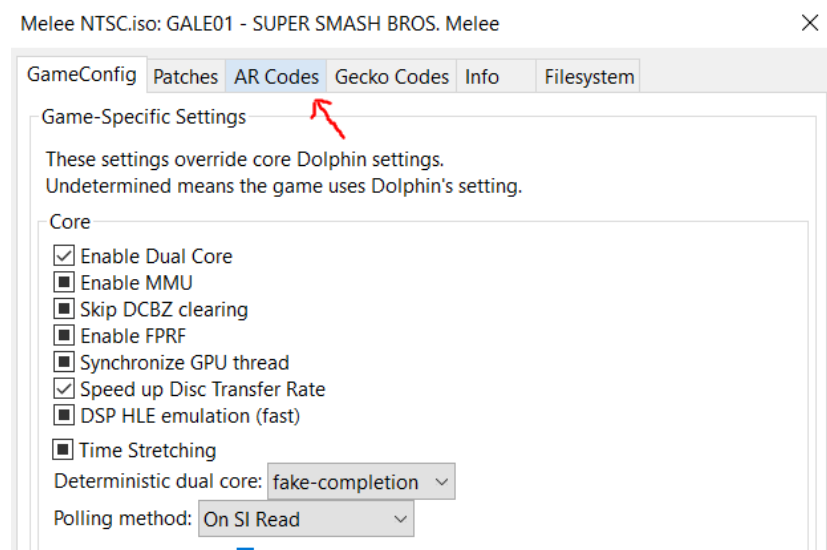 Melee NTSC.iso: GALE01 - SUPER SMASH BROS. Melee
GameConfig Patches AR Codes Gecko Codes Info Filesystem
Game-Specific Settings
These settings override core Dolphin settings.
Undetermined means the game uses Dolphin's setting.
Core
Enable Dual Core
Enable MMU
Skip DCBZ clearing
Enable FPRF
Synchronize GPU thread
Speed up Disc Transfer Rate
DSP HLE emulation (fast)
Time Stretching
Deterministic dual core: fake-completion
Polling method: On SI Read